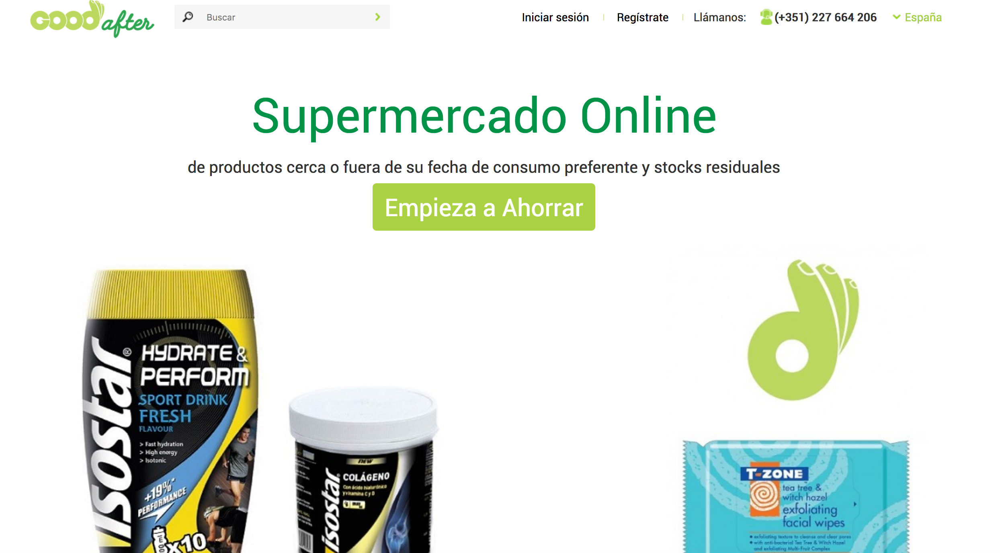 GOOD after
Buscar
Iniciar sesión
Regístrate
Llámanos:
(+351) 227 664 206
España
Supermercado Online
de productos cerca o fuera de su fecha de consumo preferente y stocks residuales
Empieza a Ahorrar
isostar®
HYDRATE &
PERFORM
SPORT DRINK
FRESH
FLAVOUR
> Fast hydration
> High energy
> Isotonic
+19%*
PERFORMANCE
x10
NEW
isostar
COLÁGENO
Con ácido hialurónico
y vitamina C y D
T-ZONE
tea tree &
witch hazel
exfoliating
facial wipes
• exfoliating texture to cleanse and clear pores
• with anti-bacterial Tea Tree & Witch Hazel
and exfoliating Multi-Fruit Complex